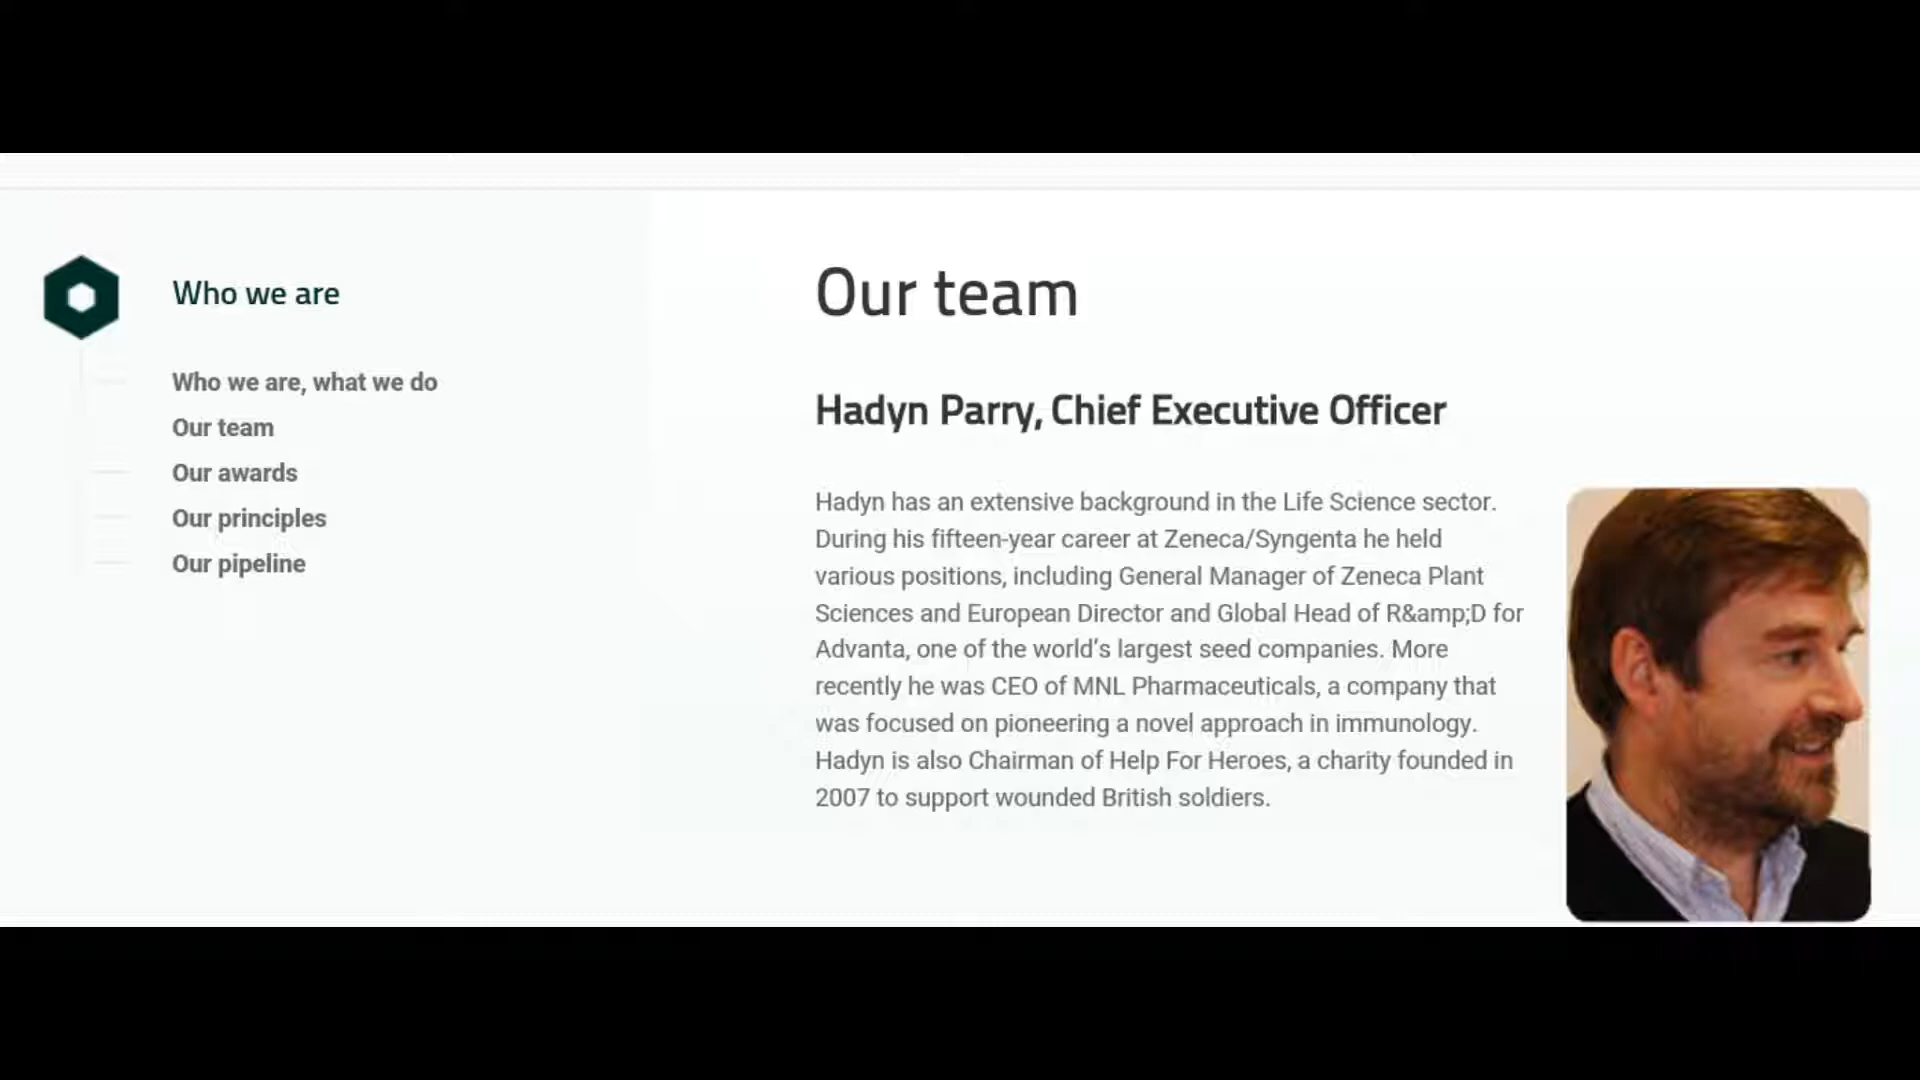 Who we are
Who we are, what we do
Our team
Our awards
Our principles
Our pipeline
Our team
Hadyn Parry, Chief Executive Officer
Hadyn has an extensive background in the Life Science sector.
During his fifteen-year career at Zeneca/Syngenta he held
various positions, including General Manager of Zeneca Plant
Sciences and European Director and Global Head of R&amp;D for
Advanta, one of the world’s largest seed companies. More
recently he was CEO of MNL Pharmaceuticals, a company that
was focused on pioneering a novel approach in immunology.
Hadyn is also Chairman of Help For Heroes, a charity founded in
2007 to support wounded British soldiers.